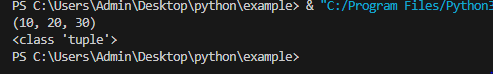 PS C:\Users\Admin\Desktop\python\example> & "C:/Program Files/Python3
(10, 20, 30)
<class 'tuple'>
PS C:\Users\Admin\Desktop\python\example>